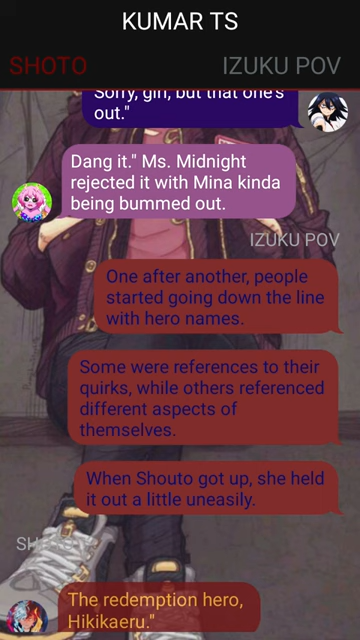 KUMAR TS
SHOTO
IZUKU POV
Sorry, girl, but that one's
out."
Dang it." Ms. Midnight
rejected it with Mina kinda
being bummed out.
IZUKU POV
One after another, people
started going down the line
with hero names.
Some were references to their
quirks, while others referenced
different aspects of
themselves.
When Shouto got up, she held
it out a little uneasily.
The redemption hero,
Hikikaeru."